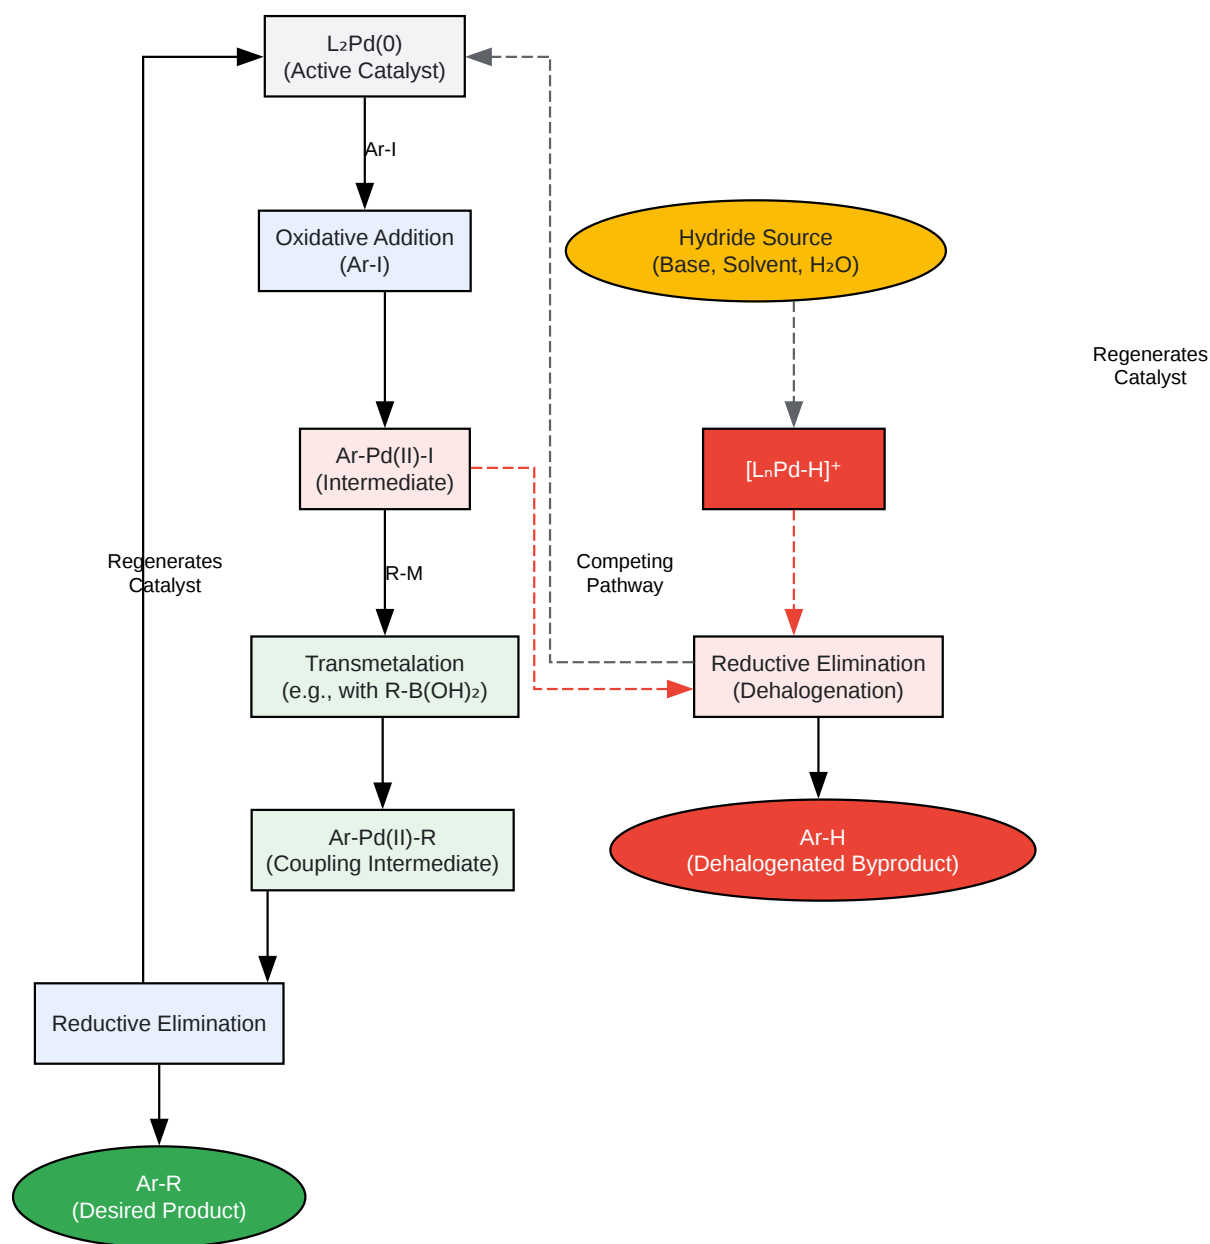 L₂Pd(0)
(Active Catalyst)
Ar-I
Oxidative Addition
(Ar-I)
Hydride Source
(Base, Solvent, H₂O)
Regenerates
Catalyst
Ar-Pd(II)-I
(Intermediate)
[LₙPd-H]⁺
Regenerates
Catalyst
R-M
Competing
Pathway
Transmetalation
(e.g., with R-B(OH)₂)
Reductive Elimination
(Dehalogenation)
Ar-Pd(II)-R
(Coupling Intermediate)
Ar-H
(Dehalogenated Byproduct)
Reductive Elimination
Ar-R
(Desired Product)